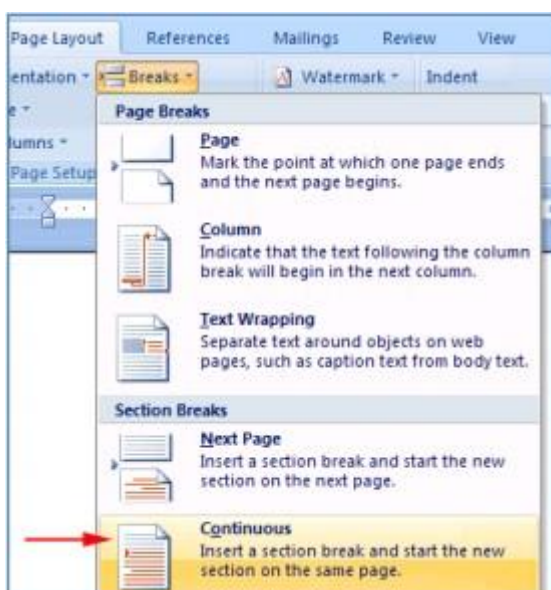 Page Layout References Mailings Review View
entation Breaks Watermark Indent
e
lumns
Page Setup
Page Breaks
Page
Mark the point at which one page ends
and the next page begins.
Column
Indicate that the text following the column
break will begin in the next column.
Text Wrapping
Separate text around objects on web
pages, such as caption text from body text.
Section Breaks
Next Page
Insert a section break and start the new
section on the next page.
Continuous
Insert a section break and start the new
section on the same page.